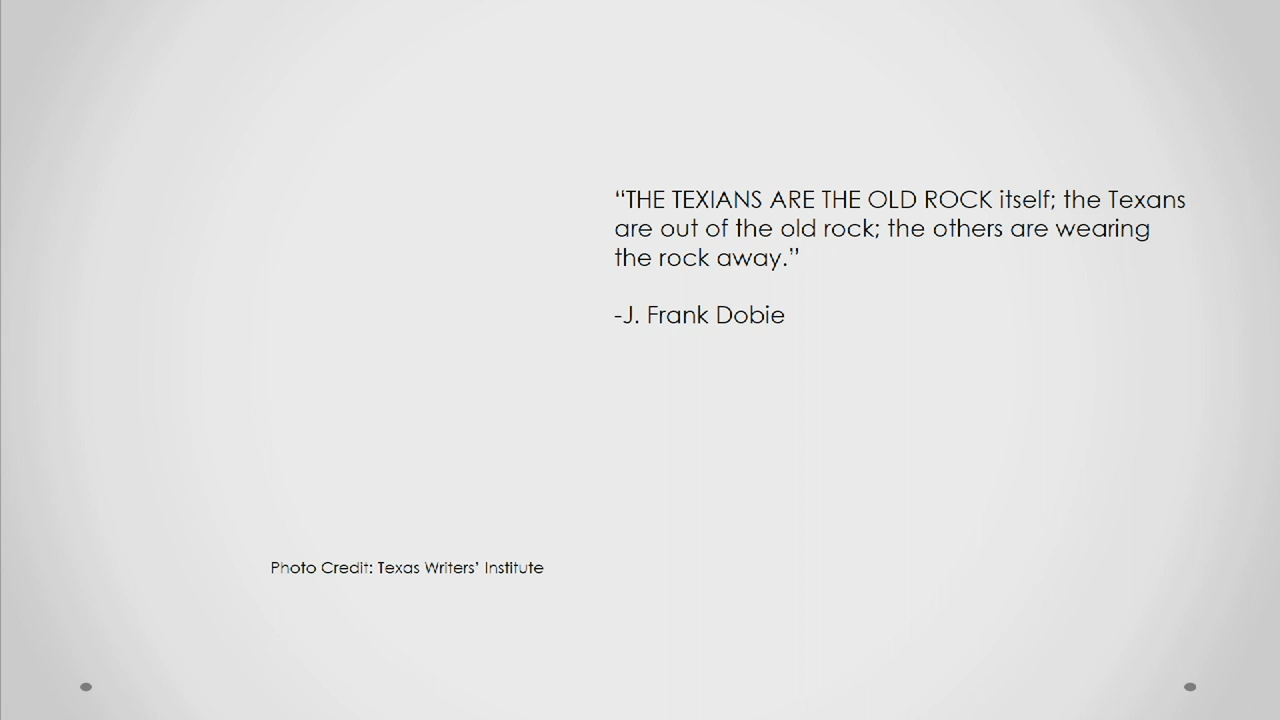 “THE TEXIANS ARE THE OLD ROCK itself; the Texans
are out of the old rock; the others are wearing
the rock away.”
-J. Frank Dobie
Photo Credit: Texas Writers’ Institute